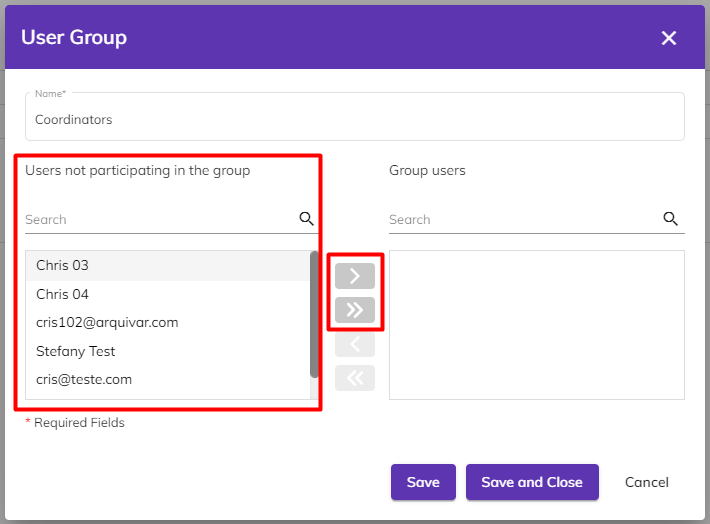 User Group
Name*
Coordinators
Users not participating in the group
Group users
Search
Search
Chris 03
Chris 04
cris102@arquivar.com
Stefany Test
cris@teste.com
* Required Fields
Save
Save and Close
Cancel